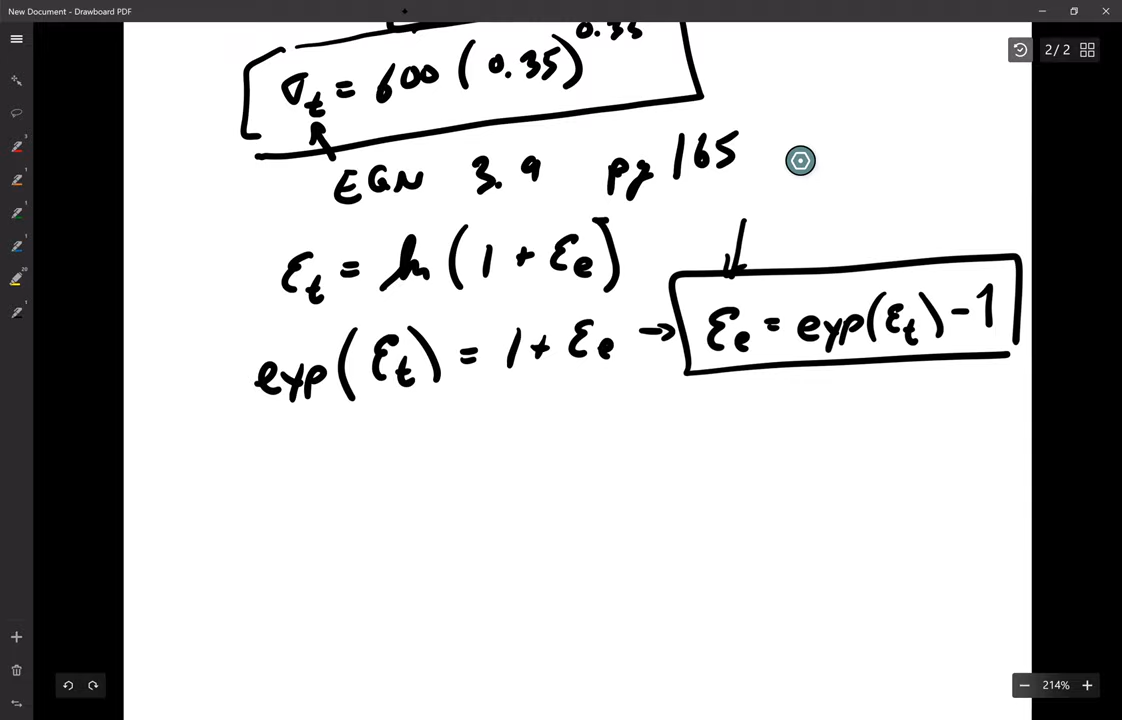 New Document - Drawboard PDF
2/2
σt = 600 (0.35)^0.35
EGN 3.9 pg 165
εt = ln(1 + εe)
exp(εt) = 1 + εe → εe = exp(εt) - 1
214%